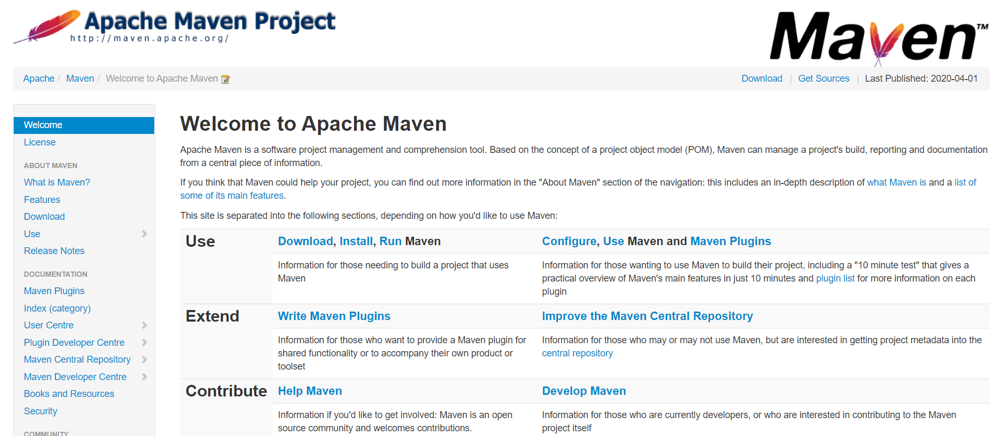 Apache Maven Project
http://maven.apache.org/
Maven™
Apache / Maven / Welcome to Apache Maven
Download | Get Sources | Last Published: 2020-04-01
Welcome
License
ABOUT MAVEN
What is Maven?
Features
Download
Use
Release Notes
DOCUMENTATION
Maven Plugins
Index (category)
User Centre
Plugin Developer Centre
Maven Central Repository
Maven Developer Centre
Books and Resources
Security
COMMUNITY
Welcome to Apache Maven
Apache Maven is a software project management and comprehension tool. Based on the concept of a project object model (POM), Maven can manage a project's build, reporting and documentation
from a central piece of information.
If you think that Maven could help your project, you can find out more information in the "About Maven" section of the navigation: this includes an in-depth description of what Maven is and a list of
some of its main features.
This site is separated into the following sections, depending on how you'd like to use Maven:
Use
Download, Install, Run Maven
Information for those needing to build a project that uses
Maven
Configure, Use Maven and Maven Plugins
Information for those wanting to use Maven to build their project, including a "10 minute test" that gives a
practical overview of Maven's main features in just 10 minutes and plugin list for more information on each
plugin
Extend
Write Maven Plugins
Information for those who want to provide a Maven plugin for
shared functionality or to accompany their own product or
toolset
Improve the Maven Central Repository
Information for those who may or may not use Maven, but are interested in getting project metadata into the
central repository
Contribute
Help Maven
Information if you'd like to get involved: Maven is an open
source community and welcomes contributions.
Develop Maven
Information for those who are currently developers, or who are interested in contributing to the Maven
project itself